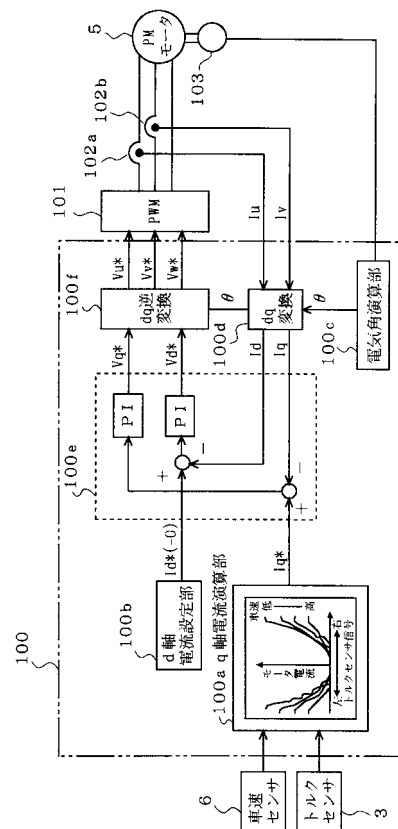 100
6
車速
センサ
トルク
センサ
3
100a q軸電流演算部
モータ電流
車速
低
高
左
右
トルクセンサ信号
100b
d軸
電流設定部
Id*(-0)
Iq*
100e
+
-
+
-
PI
PI
Vq*
Vd*
100f
dq逆
変換
θ
dq
変換
100d
Id
Iq
θ
100c
電気角演算部
Vu*
Vv*
Vw*
101
PWM
102a
102b
Iu
Iv
5
PM
モータ
103